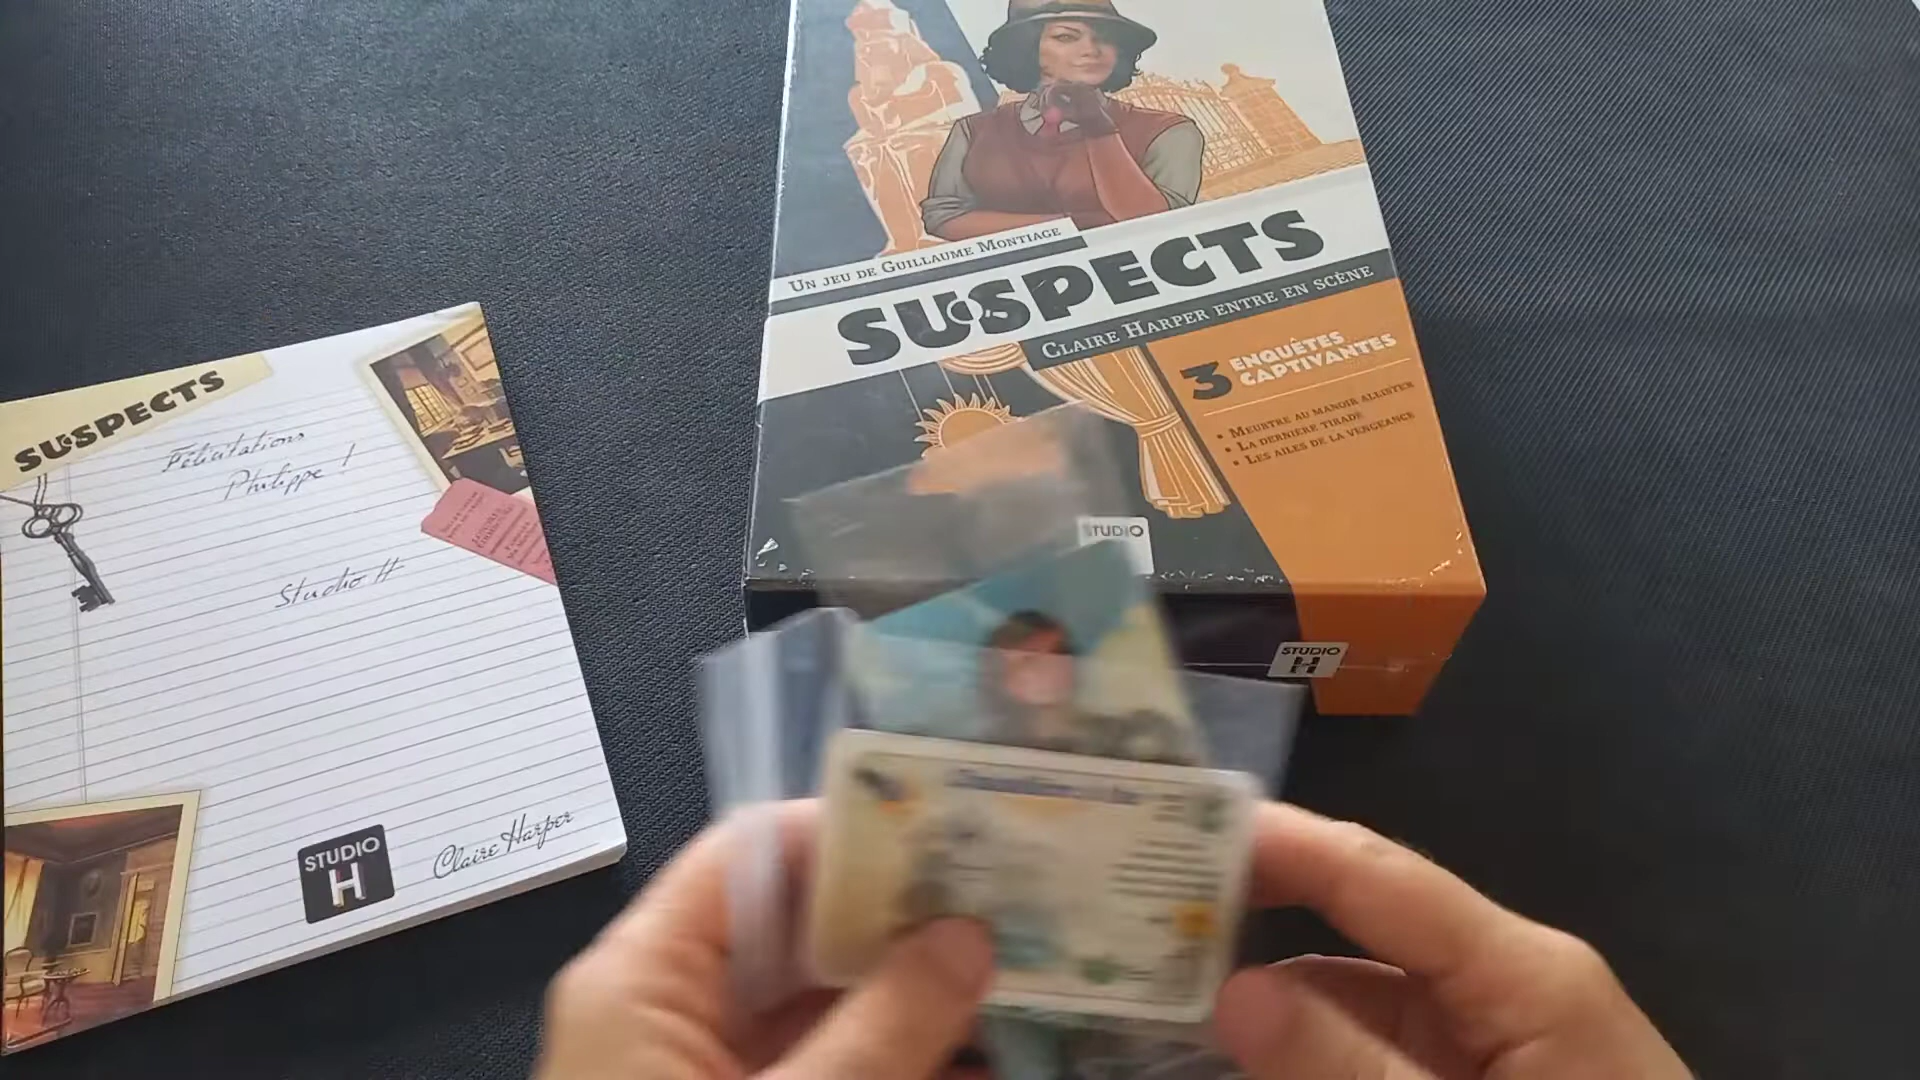 UN JEU DE GUILLAUME MONTIAGE
SUSPECTS
CLAIRE HARPER ENTRE EN SCÈNE
3 ENQUÊTES
CAPTIVANTES
• MEURTRE AU MANOIR ALLISTER
• LA DERNIÈRE TIRADE
• LES AILES DE LA VENGEANCE
STUDIO
STUDIO
H
SUSPECTS
Félicitations
Philippe !
Studio H
STUDIO
H
Claire Harper